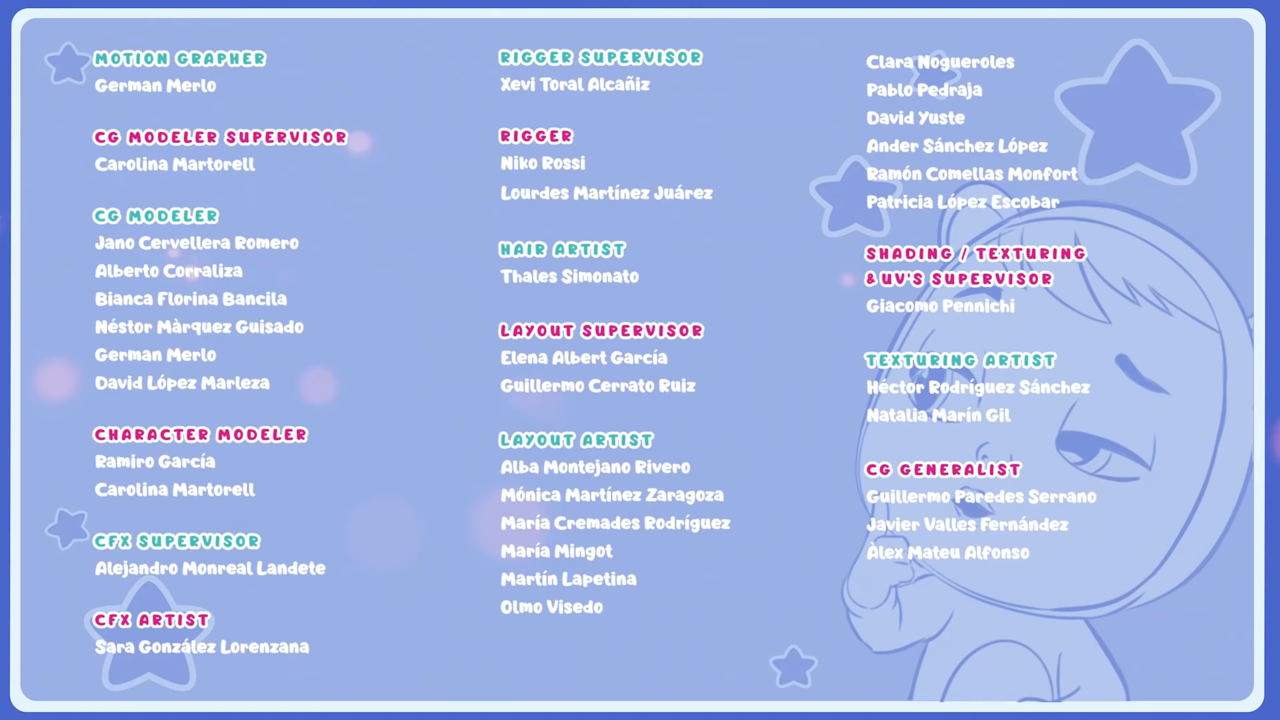 MOTION GRAPHER
German Merlo
CG MODELER SUPERVISOR
Carolina Martorell
CG MODELER
Jano Cervellera Romero
Alberto Corraliza
Bianca Florina Bancila
Néstor Màrquez Guisado
German Merlo
David López Marleza
CHARACTER MODELER
Ramiro García
Carolina Martorell
CFX SUPERVISOR
Alejandro Monreal Landete
CFX ARTIST
Sara González Lorenzana
RIGGER SUPERVISOR
Xevi Toral Alcañiz
RIGGER
Niko Rossi
Lourdes Martínez Juárez
HAIR ARTIST
Thales Simonato
LAYOUT SUPERVISOR
Elena Albert García
Guillermo Cerrato Ruiz
LAYOUT ARTIST
Alba Montejano Rivero
Mónica Martínez Zaragoza
María Cremades Rodríguez
María Mingot
Martín Lapetina
Olmo Visedo
Clara Nogueroles
Pablo Pedraja
David Yuste
Ander Sánchez López
Ramón Comellas Monfort
Patricia López Escobar
SHADING / TEXTURING
& UV'S SUPERVISOR
Giacomo Pennichi
TEXTURING ARTIST
Héctor Rodríguez Sánchez
Natalia Marín Gil
CG GENERALIST
Guillermo Paredes Serrano
Javier Valles Fernández
Àlex Mateu Alfonso